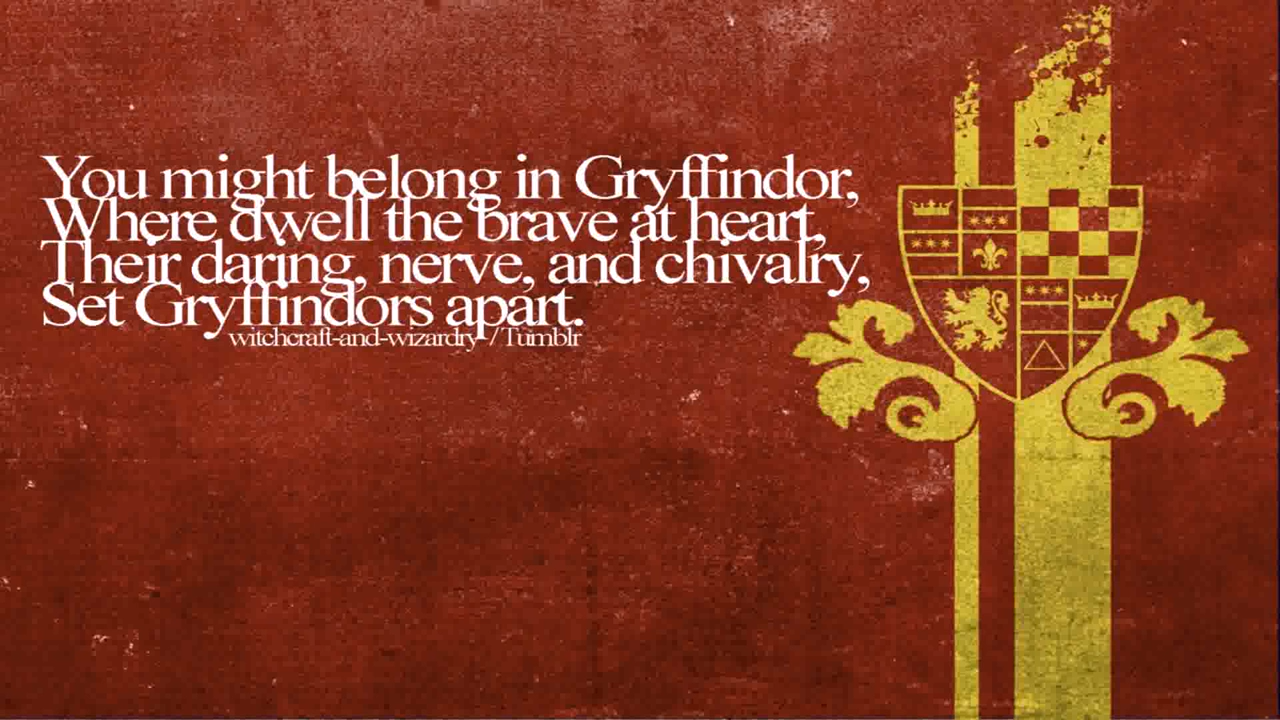 You might belong in Gryffindor,
Where dwell the brave at heart,
Their daring, nerve, and chivalry,
Set Gryffindors apart.
witchcraft-and-wizardry / Tumblr